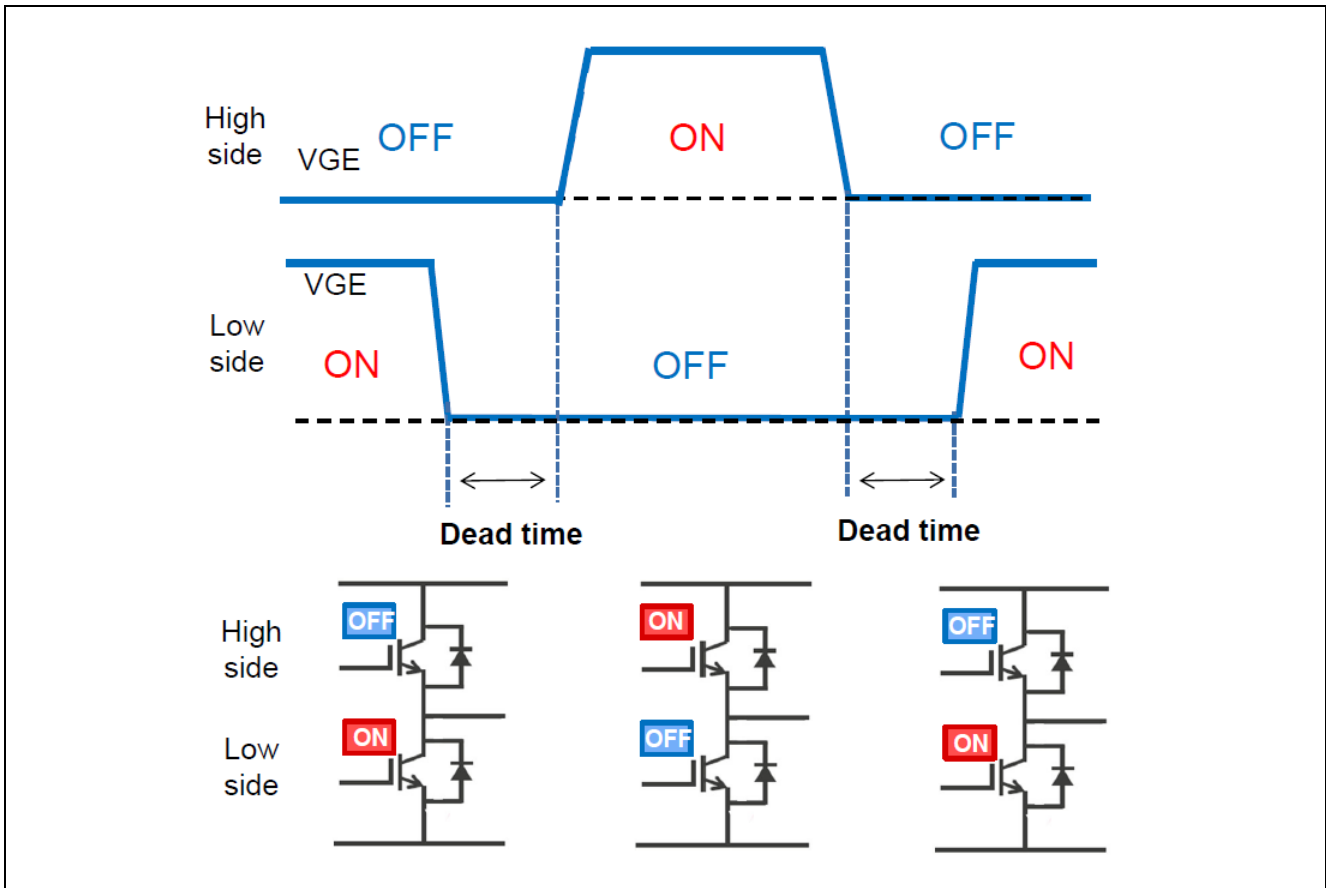 High
side
VGE
OFF
ON
OFF
VGE
Low
side
ON
OFF
ON
Dead time
Dead time
High
side
OFF
ON
OFF
Low
side
ON
OFF
ON